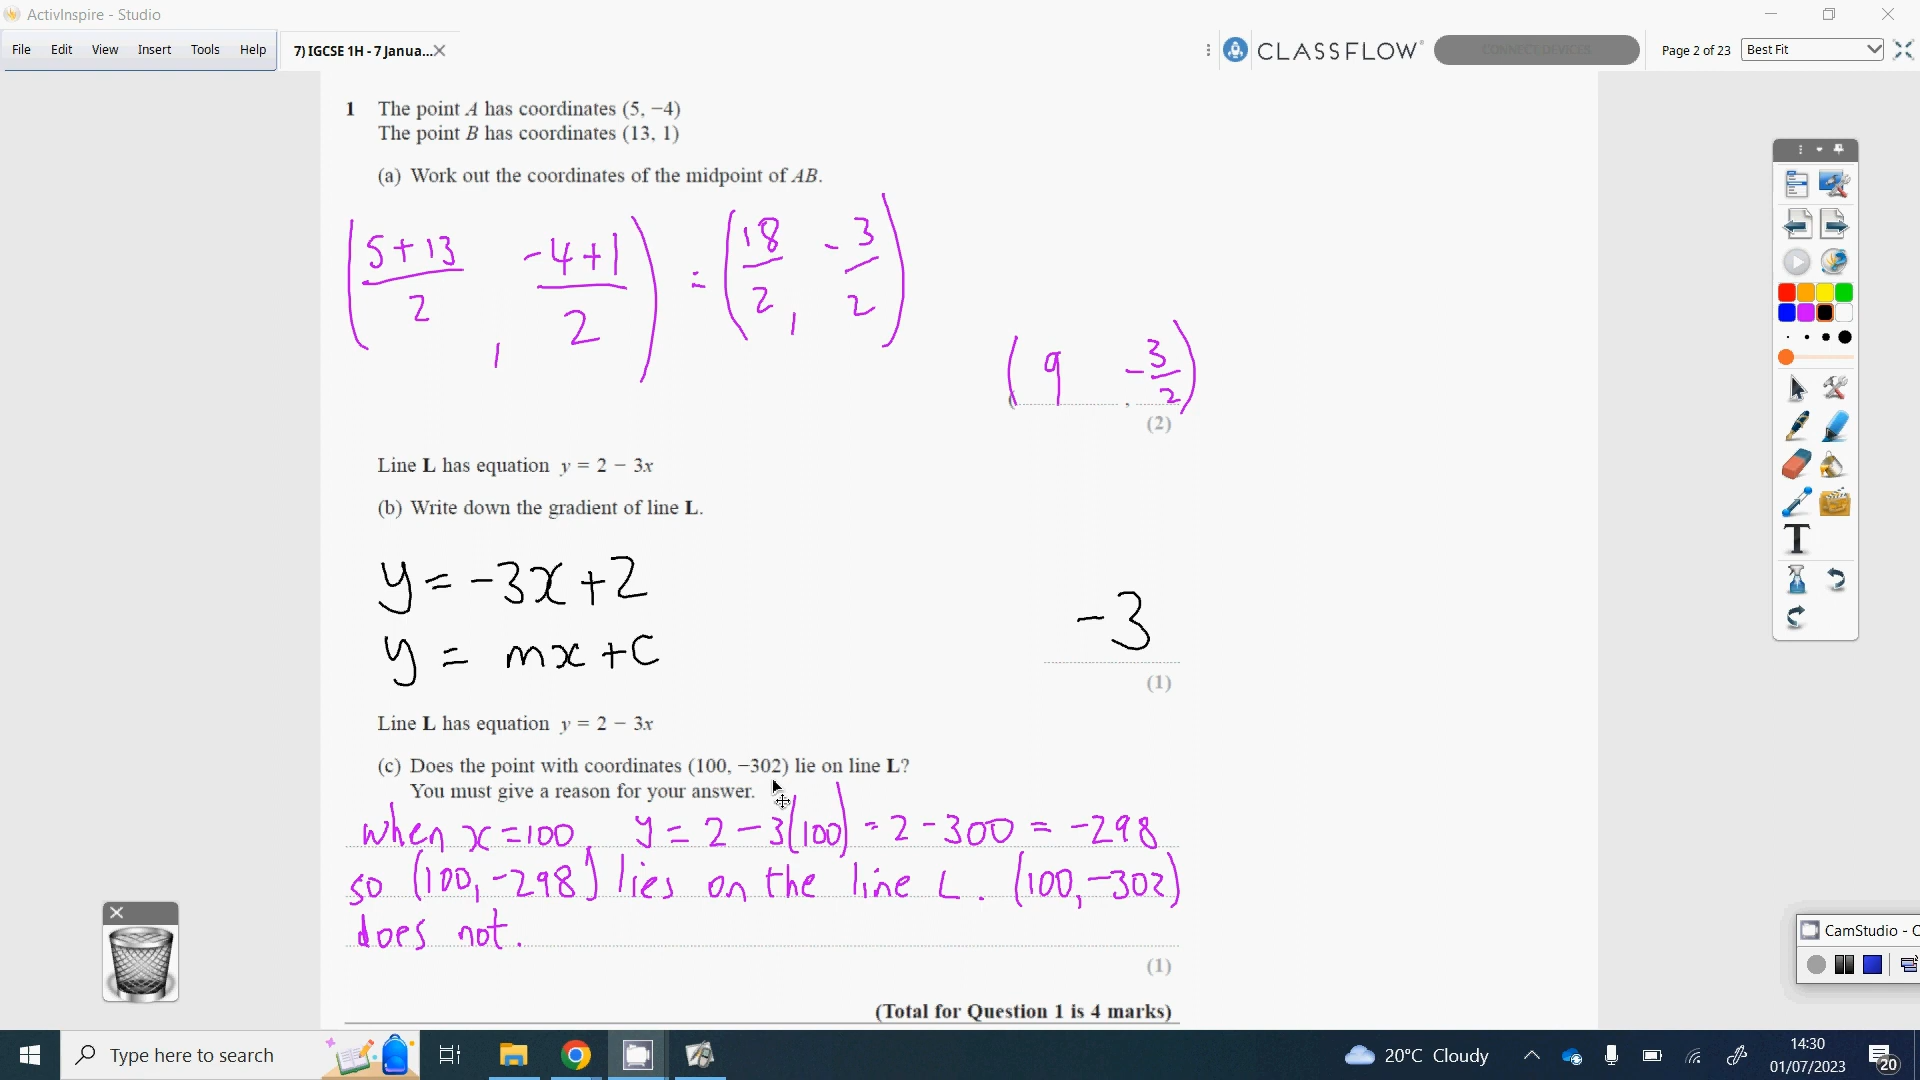 ActivInspire - Studio
File Edit View Insert Tools Help
7) IGCSE 1H - 7 Janua...
CLASSFLOW
CONNECT DEVICES
Page 2 of 23
Best Fit
1 The point A has coordinates (5, −4)
The point B has coordinates (13, 1)
(a) Work out the coordinates of the midpoint of AB.
(5+13/2, -4+1/2) = (18/2, -3/2)
(9 , -3/2)
(2)
Line L has equation y = 2 − 3x
(b) Write down the gradient of line L.
y = -3x + 2
y = mx + c
-3
(1)
Line L has equation y = 2 − 3x
(c) Does the point with coordinates (100, −302) lie on line L?
You must give a reason for your answer.
when x = 100 y = 2 - 3(100) = 2 - 300 = -298
so (100, -298) lies on the line L. (100, -302)
does not.
(1)
(Total for Question 1 is 4 marks)
T
CamStudio - O
Type here to search
20°C Cloudy
14:30
01/07/2023
20